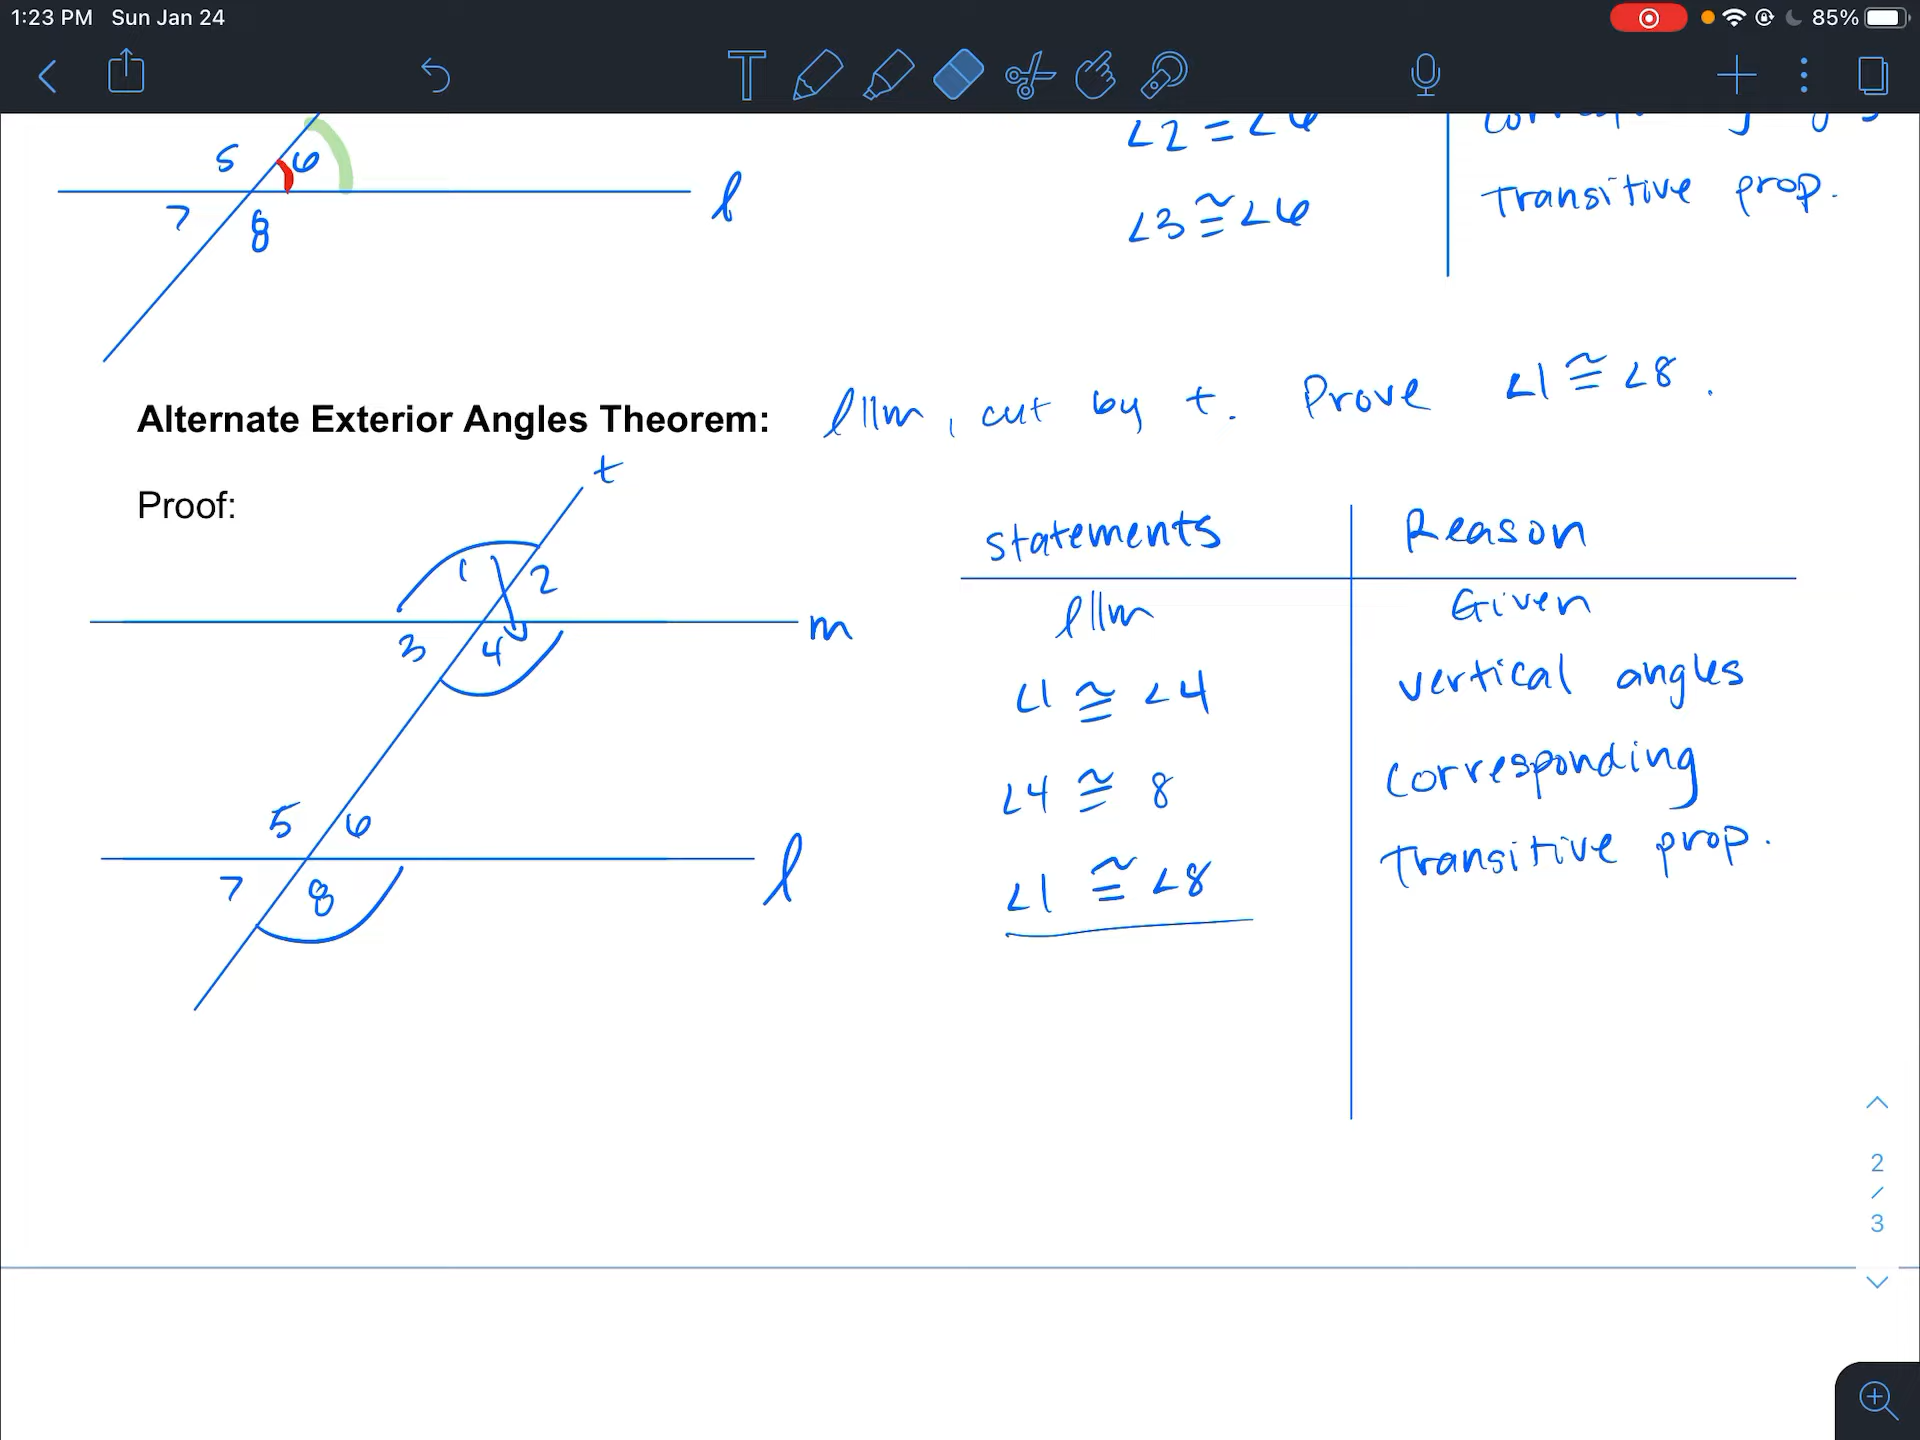 1:23 PM Sun Jan 24
85%
T
∠2 ≅ ∠6
5 6
Transitive prop.
7 8 l
∠3 ≅ ∠6
Alternate Exterior Angles Theorem: l||m, cut by t. Prove ∠1 ≅ ∠8.
Proof:
t
1 2
3 4 m
5 6
7 8 l
statements Reason
l||m Given
∠1 ≅ ∠4 vertical angles
∠4 ≅ 8 corresponding
∠1 ≅ ∠8 transitive prop.
2
/
3